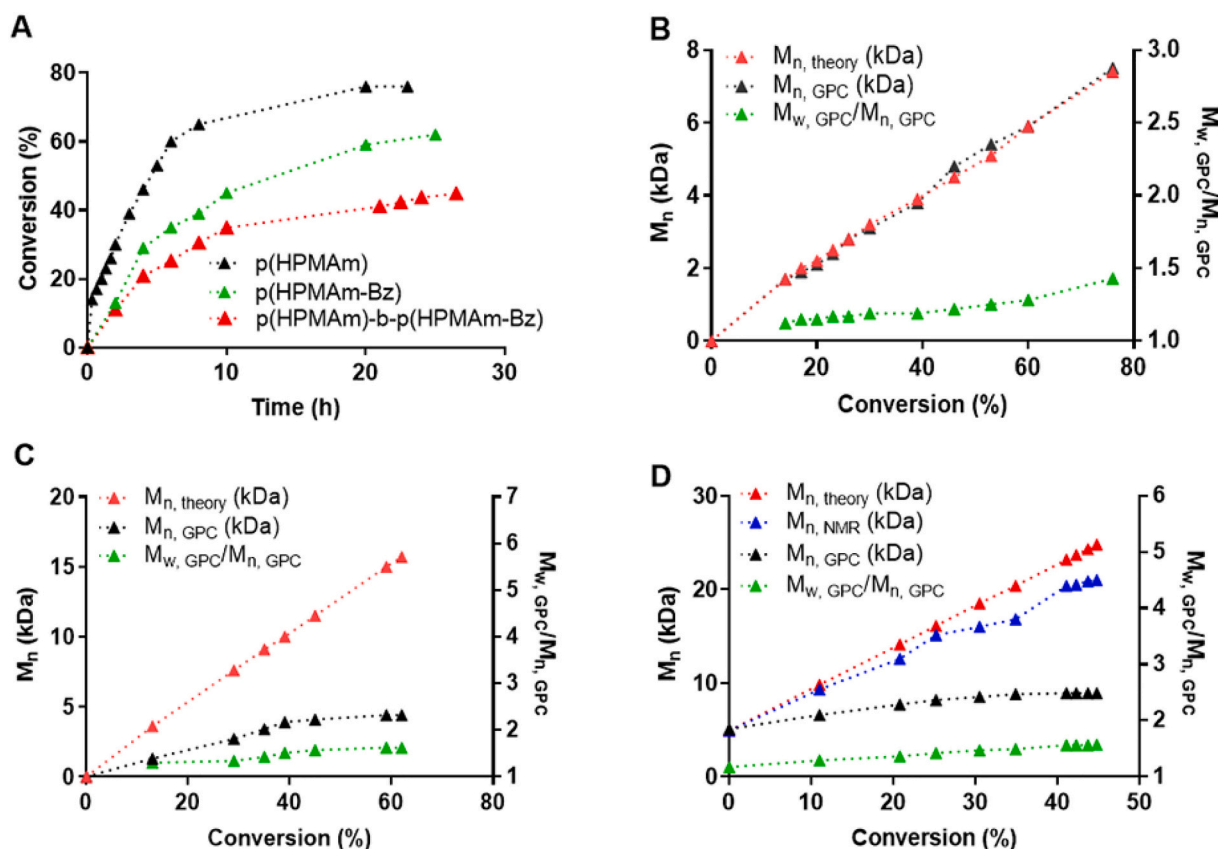 A
Conversion (%)
80
60
40
20
0
p(HPMAm)
p(HPMAm-Bz)
p(HPMAm)-b-p(HPMAm-Bz)
0 10 20 30
Time (h)
B
Mn (kDa)
8
6
4
2
0
Mn, theory (kDa)
Mn, GPC (kDa)
Mw, GPC/Mn, GPC
3.0
2.5
2.0
1.5
1.0
Mw, GPC/Mn, GPC
0 20 40 60 80
Conversion (%)
C
Mn (kDa)
20
15
10
5
0
Mn, theory (kDa)
Mn, GPC (kDa)
Mw, GPC/Mn, GPC
7
6
5
4
3
2
1
Mw, GPC/Mn, GPC
0 20 40 60 80
Conversion (%)
D
Mn (kDa)
30
20
10
0
Mn, theory (kDa)
Mn, NMR (kDa)
Mn, GPC (kDa)
Mw, GPC/Mn, GPC
6
5
4
3
2
1
Mw, GPC/Mn, GPC
0 10 20 30 40 50
Conversion (%)